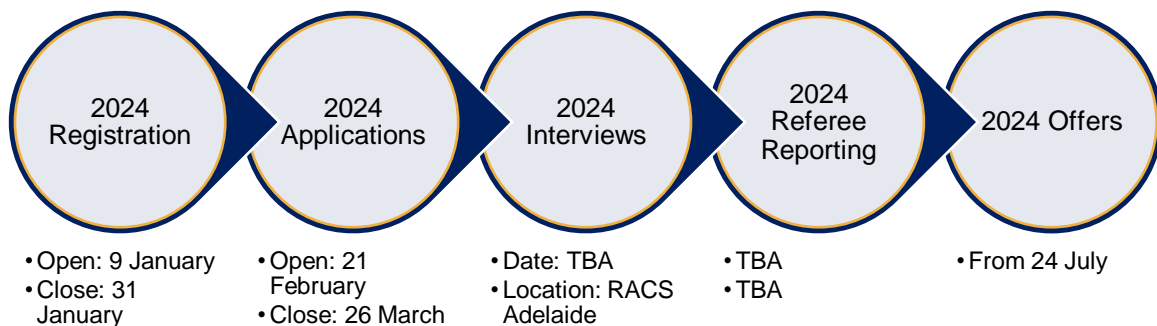 2024
Registration
2024
Applications
2024
Interviews
2024
Referee
Reporting
2024 Offers
• Open: 9 January
• Close: 31
January
• Open: 21
February
• Close: 26 March
• Date: TBA
• Location: RACS
Adelaide
• TBA
• TBA
• From 24 July